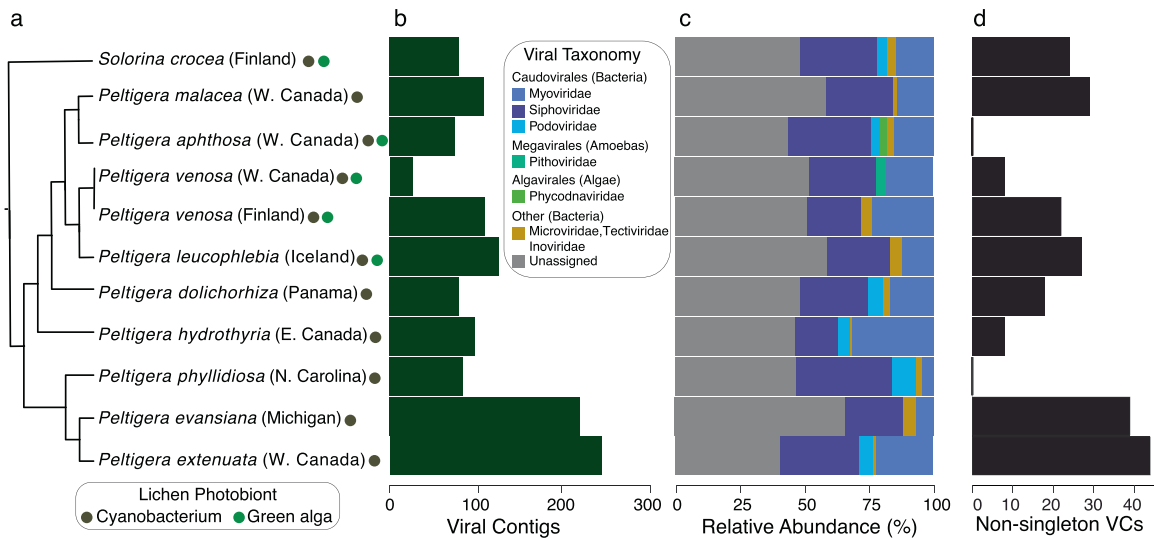 a
b
c
d
Solorina crocea (Finland)
Peltigera malacea (W. Canada)
Peltigera aphthosa (W. Canada)
Peltigera venosa (W. Canada)
Peltigera venosa (Finland)
Peltigera leucophlebia (Iceland)
Peltigera dolichorhiza (Panama)
Peltigera hydrothyria (E. Canada)
Peltigera phyllidiosa (N. Carolina)
Peltigera evansiana (Michigan)
Peltigera extenuata (W. Canada)
Lichen Photobiont
Cyanobacterium Green alga
Viral Taxonomy
Caudovirales (Bacteria)
Myoviridae
Siphoviridae
Podoviridae
Megavirales (Amoebas)
Pithoviridae
Algavirales (Algae)
Phycodnaviridae
Other (Bacteria)
Microviridae,Tectiviridae
Inoviridae
Unassigned
0 100 200 300
Viral Contigs
0 25 50 75 100
Relative Abundance (%)
0 10 20 30 40
Non-singleton VCs